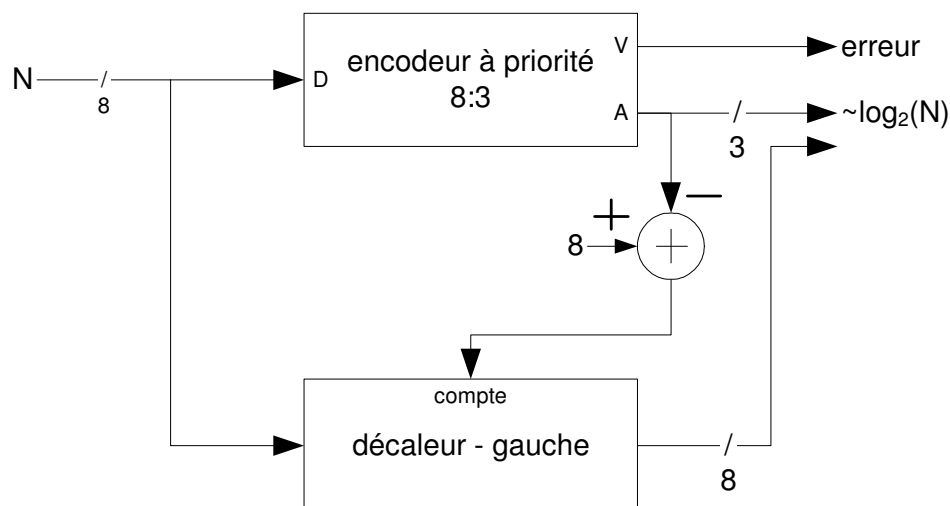 N
8
D
encodeur à priorité
8:3
V
A
erreur
~log₂(N)
3
+
−
8
+
compte
décaleur - gauche
8